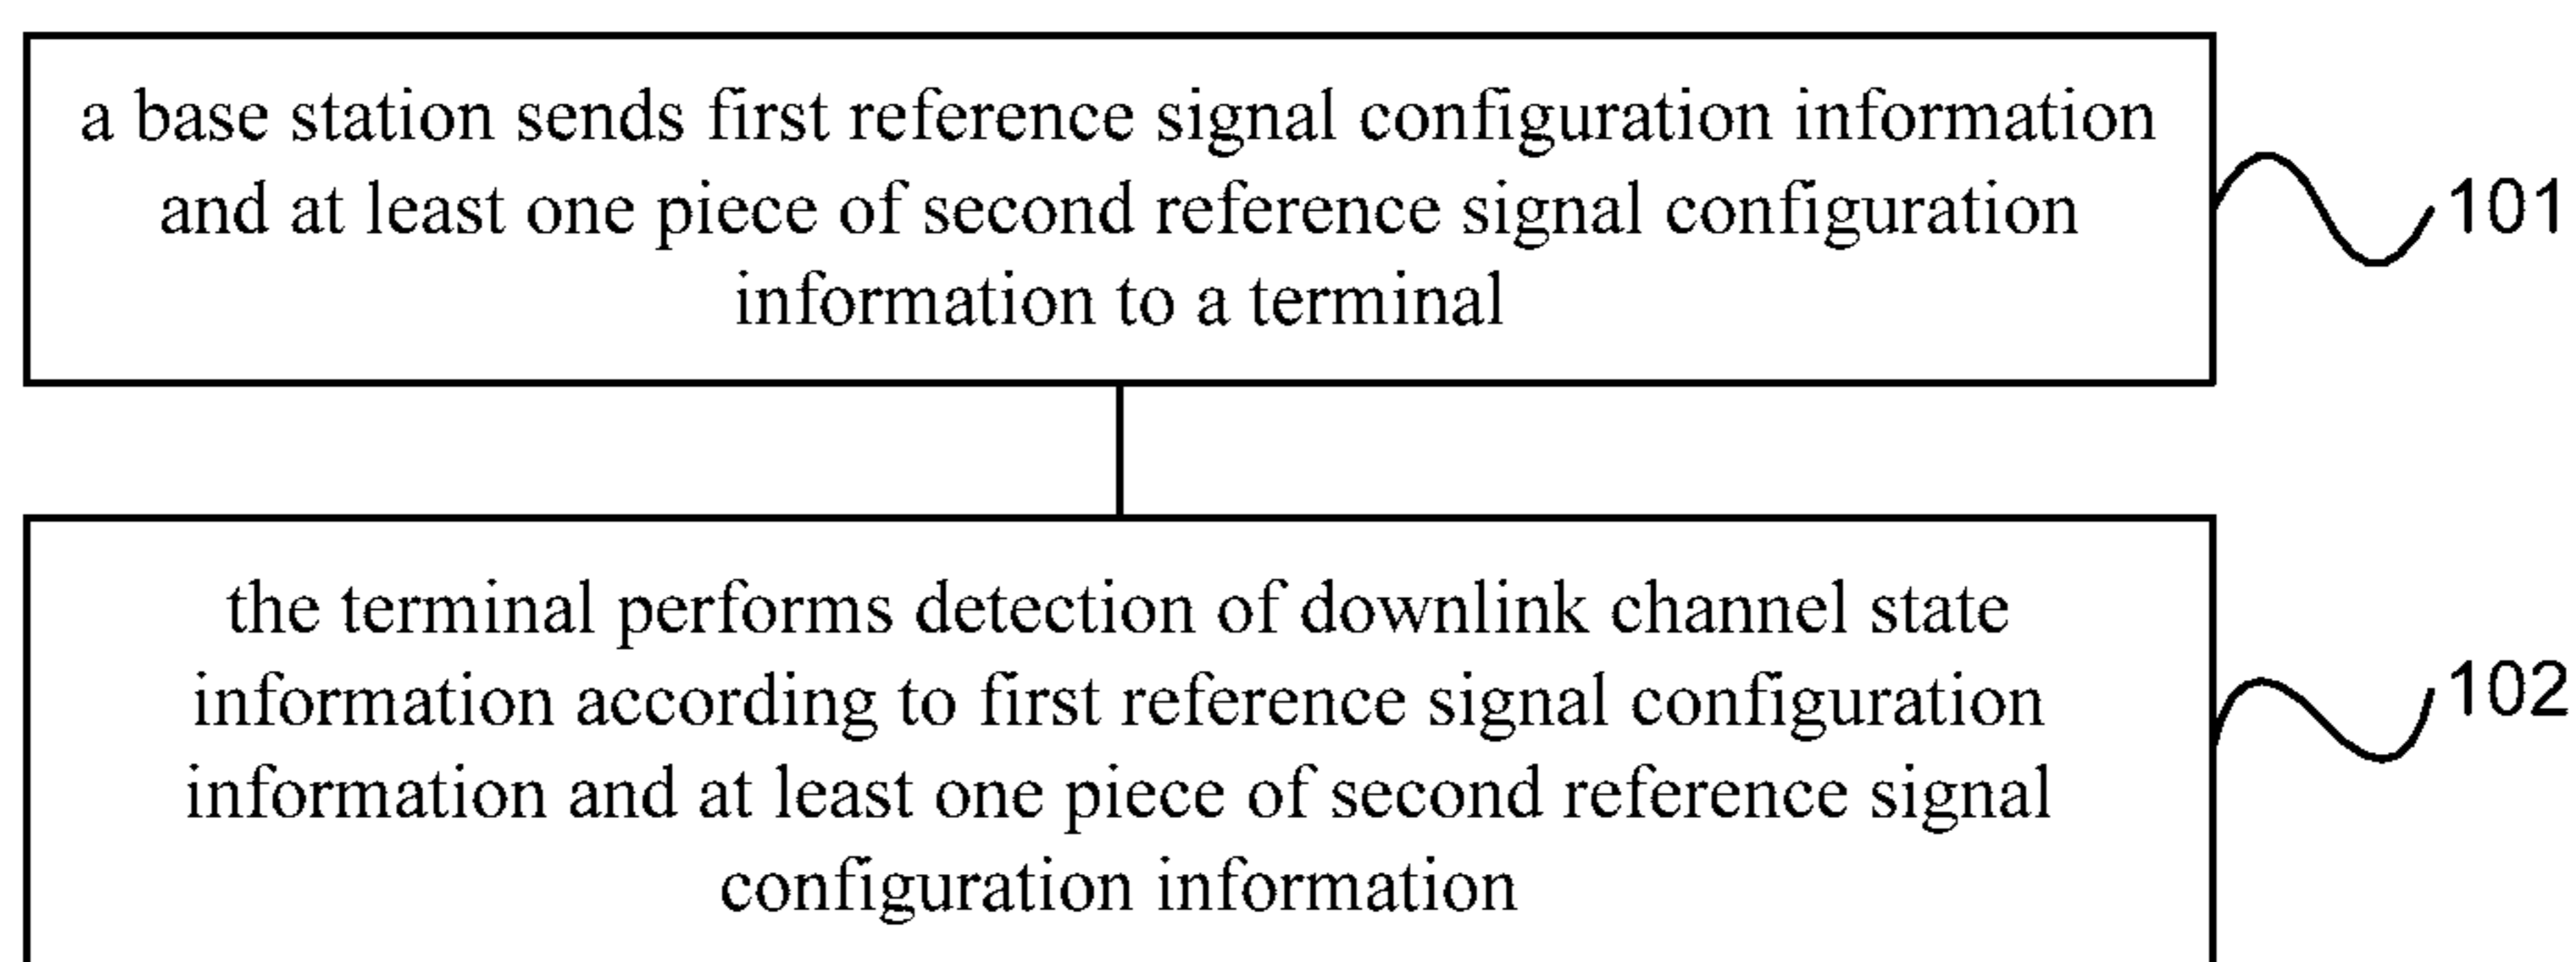 a base station sends first reference signal configuration information
and at least one piece of second reference signal configuration
information to a terminal
101
the terminal performs detection of downlink channel state
information according to first reference signal configuration
information and at least one piece of second reference signal
configuration information
102